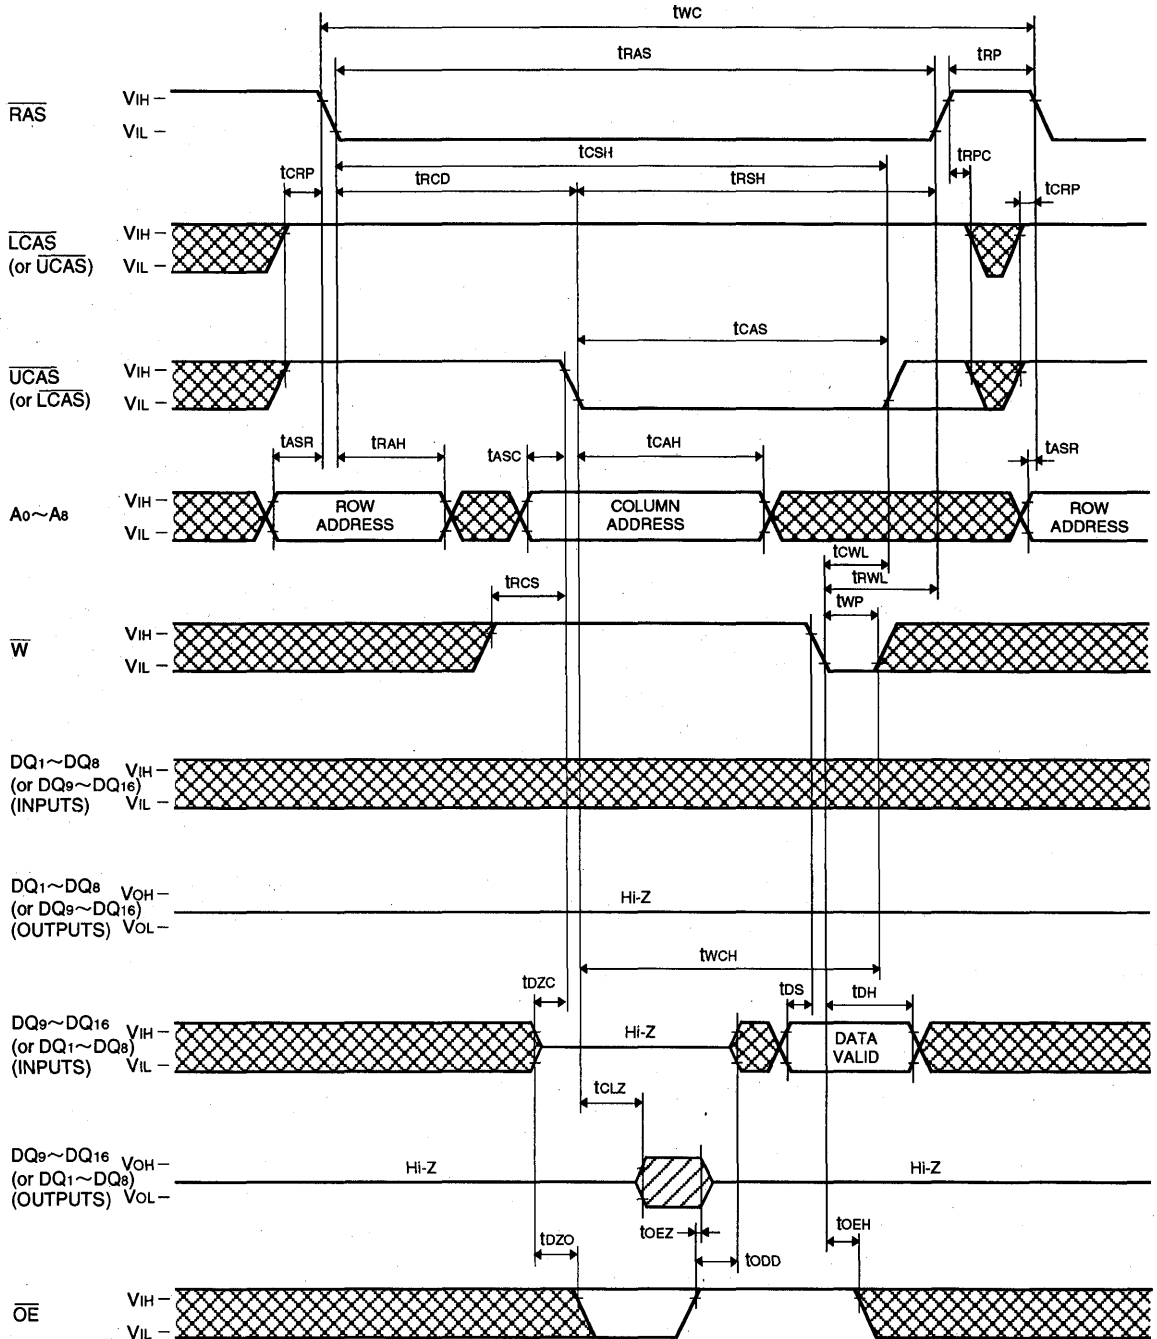 tWC
tRAS
tRP
RAS
VIH
VIL
tCSH
tRPC
tCRP
tRCD
tRSH
tCRP
LCAS
(or UCAS)
VIH
VIL
tCAS
UCAS
(or LCAS)
VIH
VIL
tASR
tRAH
tASC
tCAH
tASR
A0~A8
VIH
VIL
ROW
ADDRESS
COLUMN
ADDRESS
ROW
ADDRESS
tCWL
tRWL
tRCS
tWP
W
VIH
VIL
DQ1~DQ8
(or DQ9~DQ16)
(INPUTS)
VIH
VIL
DQ1~DQ8
(or DQ9~DQ16)
(OUTPUTS)
VOH
VOL
Hi-Z
tWCH
tDZC
tDS
tDH
DQ9~DQ16
(or DQ1~DQ8)
(INPUTS)
VIH
VIL
Hi-Z
DATA
VALID
tCLZ
DQ9~DQ16
(or DQ1~DQ8)
(OUTPUTS)
VOH
VOL
Hi-Z
Hi-Z
tDZO
tOEZ
tODD
tOEH
OE
VIH
VIL